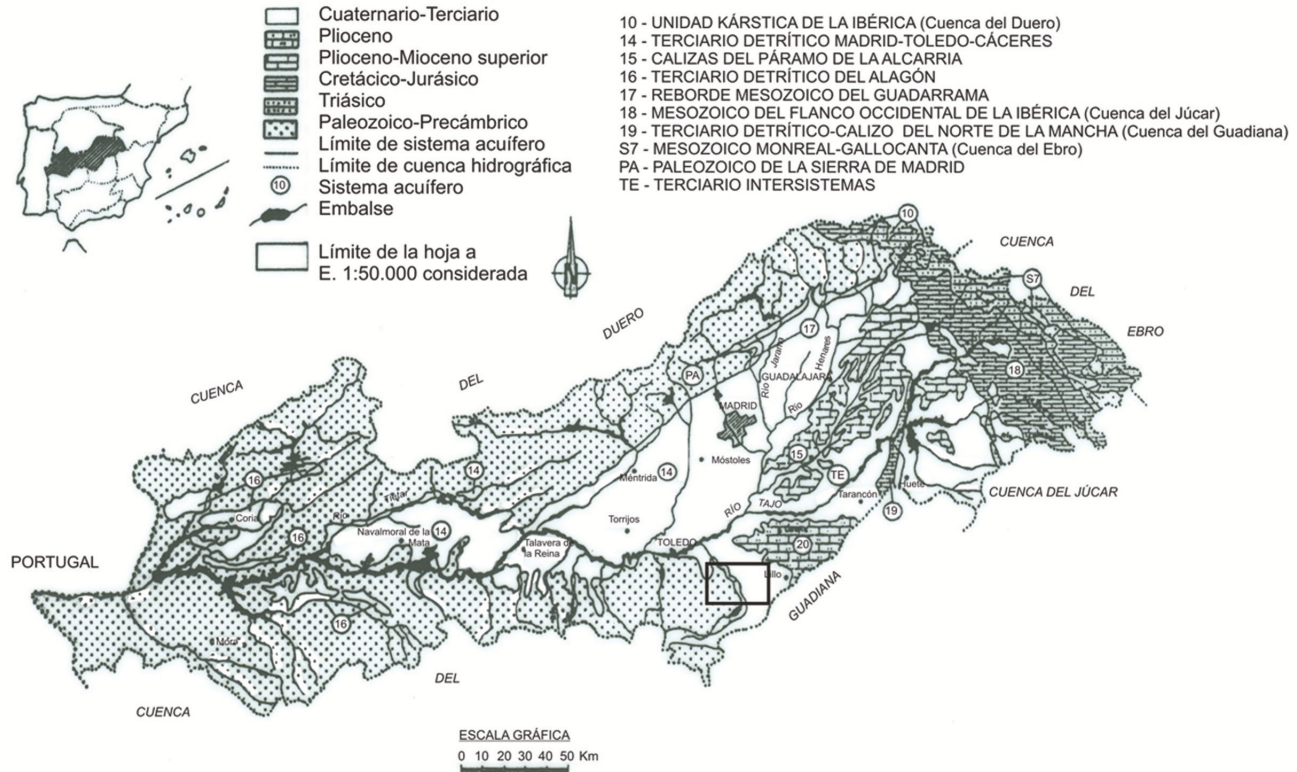 Cuaternario-Terciario
Plioceno
Plioceno-Mioceno superior
Cretácico-Jurásico
Triásico
Paleozoico-Precámbrico
Límite de sistema acuífero
Límite de cuenca hidrográfica
10 Sistema acuífero
Embalse
Límite de la hoja a
E. 1:50.000 considerada
10 - UNIDAD KÁRSTICA DE LA IBÉRICA (Cuenca del Duero)
14 - TERCIARIO DETRÍTICO MADRID-TOLEDO-CÁCERES
15 - CALIZAS DEL PÁRAMO DE LA ALCARRIA
16 - TERCIARIO DETRÍTICO DEL ALAGÓN
17 - REBORDE MESOZOICO DEL GUADARRAMA
18 - MESOZOICO DEL FLANCO OCCIDENTAL DE LA IBÉRICA (Cuenca del Júcar)
19 - TERCIARIO DETRÍTICO-CALIZO DEL NORTE DE LA MANCHA (Cuenca del Guadiana)
S7 - MESOZOICO MONREAL-GALLOCANTA (Cuenca del Ebro)
PA - PALEOZOICO DE LA SIERRA DE MADRID
TE - TERCIARIO INTERSISTEMAS
N
10
CUENCA
S7
DEL
EBRO
DUERO
17
Río Jarama
Río Henares
GUADALAJARA
18
PA
DEL
CUENCA
MADRID
Móstoles
15
14
Méntrida
14
TE
16
Huete
CUENCA DEL JÚCAR
Tarancón
19
RÍO TAJO
Río Tiétar
Coria
Torrijos
Navalmoral de la
Mata
14
Talavera de
la Reina
TOLEDO
20
16
PORTUGAL
Lillo
GUADIANA
16
Mora
DEL
CUENCA
ESCALA GRÁFICA
0 10 20 30 40 50 Km